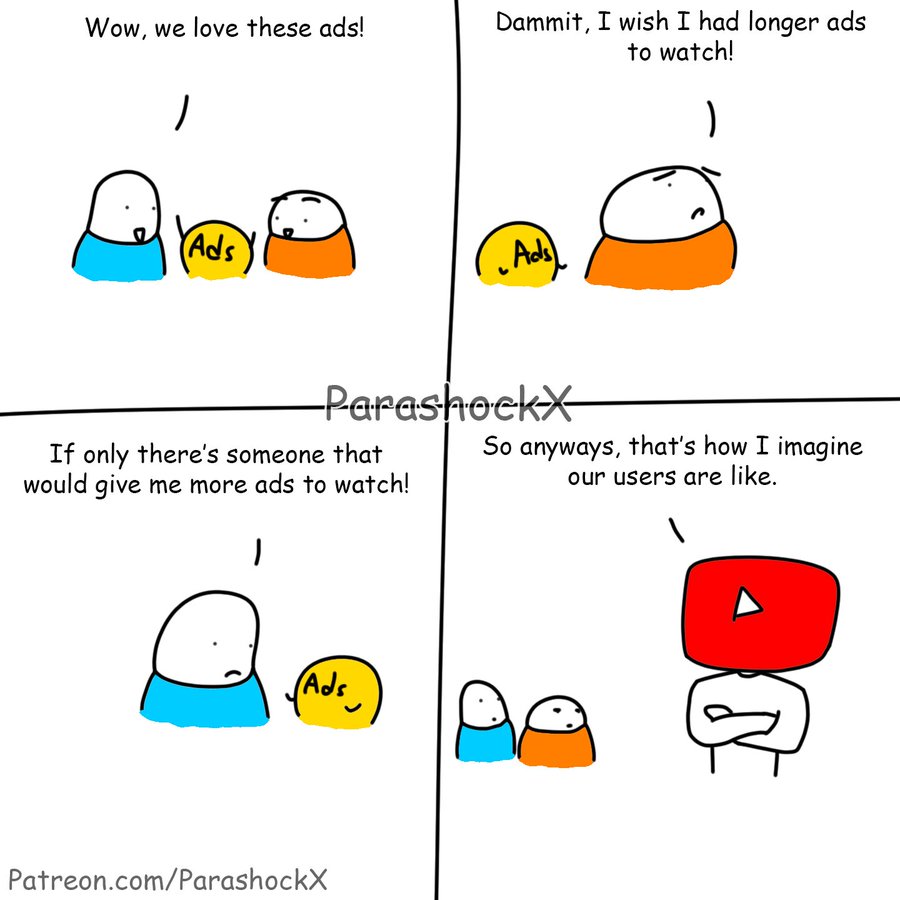 Wow, we love these ads!
Ads
Dammit, I wish I had longer ads
to watch!
Ads
ParashockX
If only there's someone that
would give me more ads to watch!
Ads
So anyways, that's how I imagine
our users are like.
Patreon.com/ParashockX